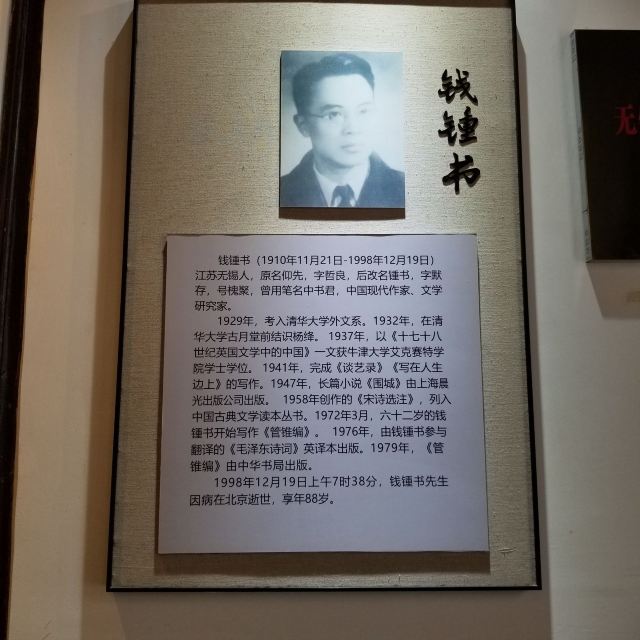 钱锺书
钱锺书（1910年11月21日-1998年12月19日）
江苏无锡人，原名仰先，字哲良，后改名锺书，字默
存，号槐聚，曾用笔名中书君，中国现代作家、文学
研究家。
1929年，考入清华大学外文系。1932年，在清
华大学古月堂前结识杨绛。 1937年，以《十七十八
世纪英国文学中的中国》一文获牛津大学艾克赛特学
院学士学位。 1941年，完成《谈艺录》《写在人生
边上》的写作。1947年，长篇小说《围城》由上海晨
光出版公司出版。 1958年创作的《宋诗选注》，列入
中国古典文学读本丛书。1972年3月，六十二岁的钱
锺书开始写作《管锥编》。 1976年，由钱锺书参与
翻译的《毛泽东诗词》英译本出版。1979年，《管
锥编》由中华书局出版。
1998年12月19日上午7时38分，钱锺书先生
因病在北京逝世，享年88岁。
无